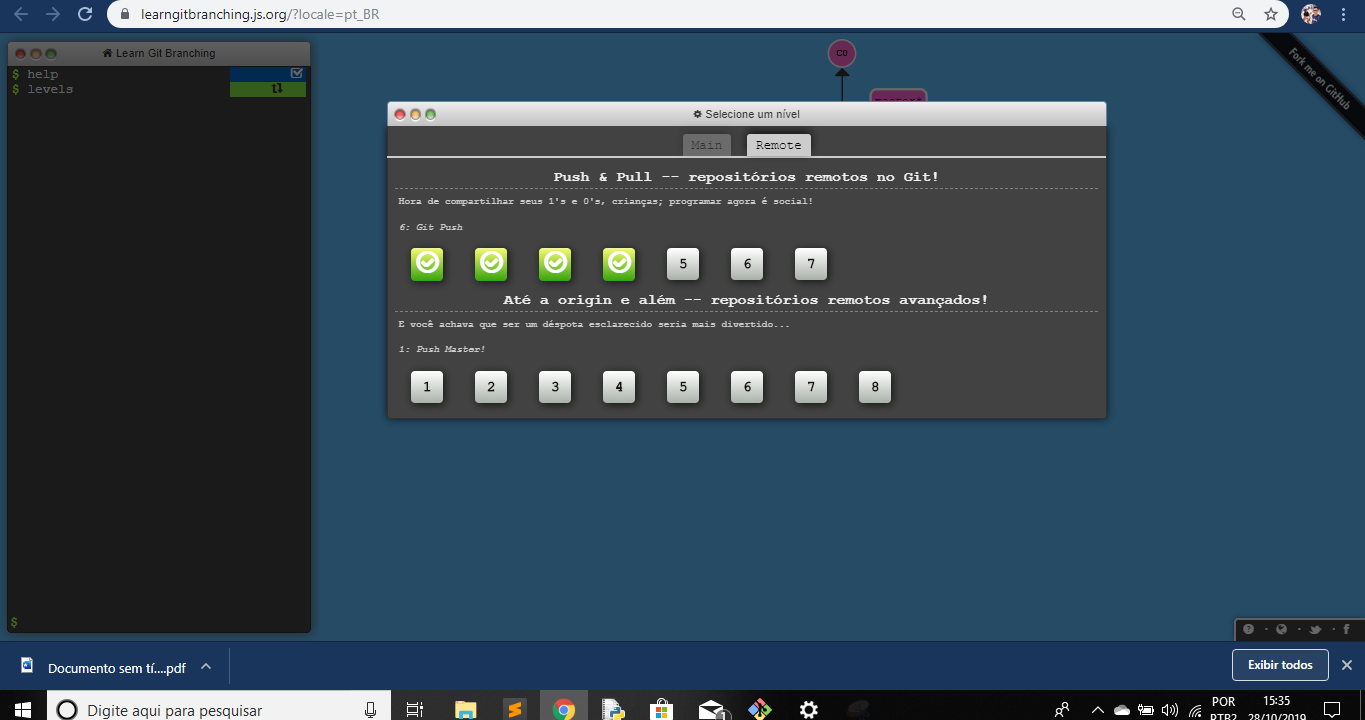 learngitbranching.js.org/?locale=pt_BR
Learn Git Branching
$ help
$ levels
$
C0
Fork me on GitHub
Selecione um nível
Main
Remote
Push & Pull -- repositórios remotos no Git!
Hora de compartilhar seus 1's e 0's, crianças; programar agora é social!
6: Git Push
5 6 7
Até a origin e além -- repositórios remotos avançados!
E você achava que ser um déspota esclarecido seria mais divertido...
1: Push Master!
1 2 3 4 5 6 7 8
Documento sem tí....pdf
Exibir todos
Digite aqui para pesquisar
1
POR
PTB2
15:35
28/10/2019